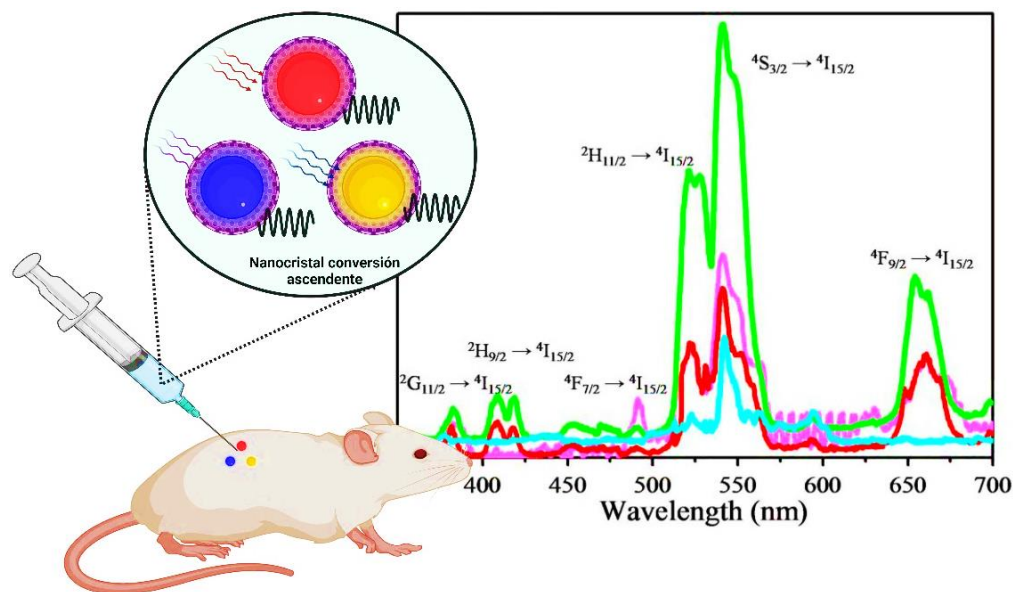 Nanocristal conversión
ascendente
⁴S₃/₂ → ⁴I₁₅/₂
²H₁₁/₂ → ⁴I₁₅/₂
⁴F₉/₂ → ⁴I₁₅/₂
²H₉/₂ → ⁴I₁₅/₂
²G₁₁/₂ → ⁴I₁₅/₂
⁴F₇/₂ → ⁴I₁₅/₂
400 450 500 550 600 650 700
Wavelength (nm)